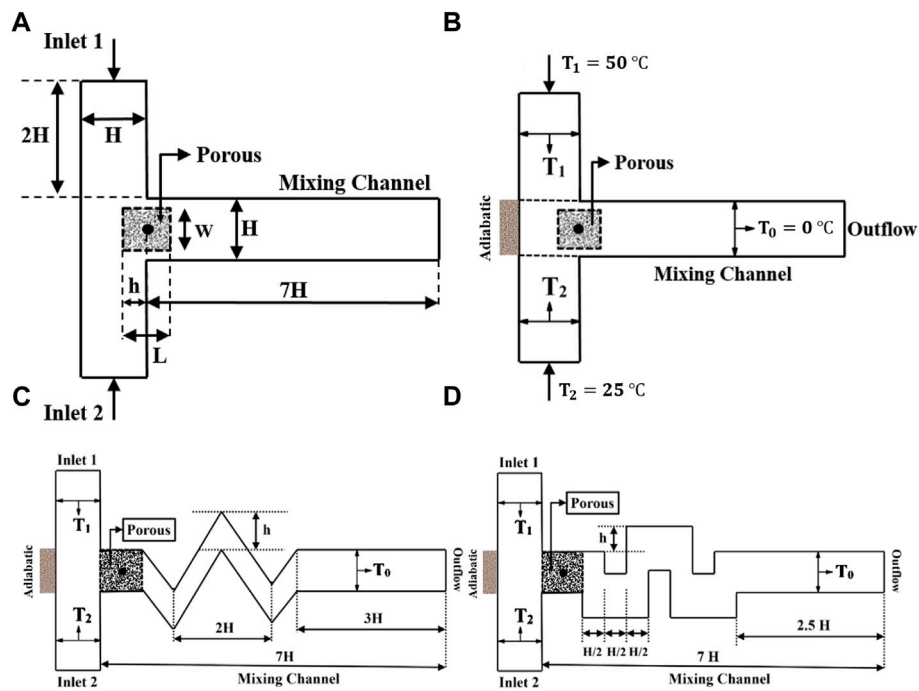 A
Inlet 1
2H
H
Porous
Mixing Channel
W
H
h
7H
L
Inlet 2
B
T₁ = 50 °C
T₁
Porous
Adiabatic
T₀ = 0 °C
Outflow
Mixing Channel
T₂
T₂ = 25 °C
C
Inlet 1
T₁
Porous
h
Adiabatic
T₀
Outflow
T₂
2H
3H
7H
Inlet 2
Mixing Channel
D
Inlet 1
T₁
Porous
h
Adiabatic
T₀
Outflow
T₂
H/2
H/2
H/2
2.5 H
7 H
Inlet 2
Mixing Channel